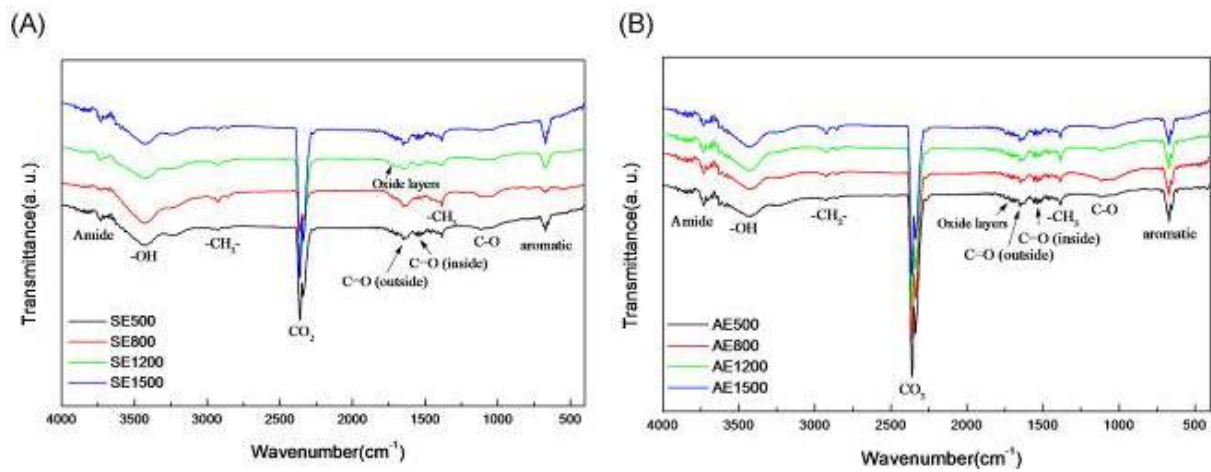 (A)
Transmittance(a. u.)
Amide
-OH
-CH2-
CO2
Oxide layers
C=O (outside)
C=O (inside)
-CH3
C-O
aromatic
SE500
SE800
SE1200
SE1500
4000 3500 3000 2500 2000 1500 1000 500
Wavenumber(cm-1)
(B)
Transmittance(a. u.)
Amide
-OH
-CH2-
CO2
Oxide layers
C=O (outside)
C=O (inside)
-CH3
C-O
aromatic
AE500
AE800
AE1200
AE1500
4000 3500 3000 2500 2000 1500 1000 500
Wavenumber(cm-1)